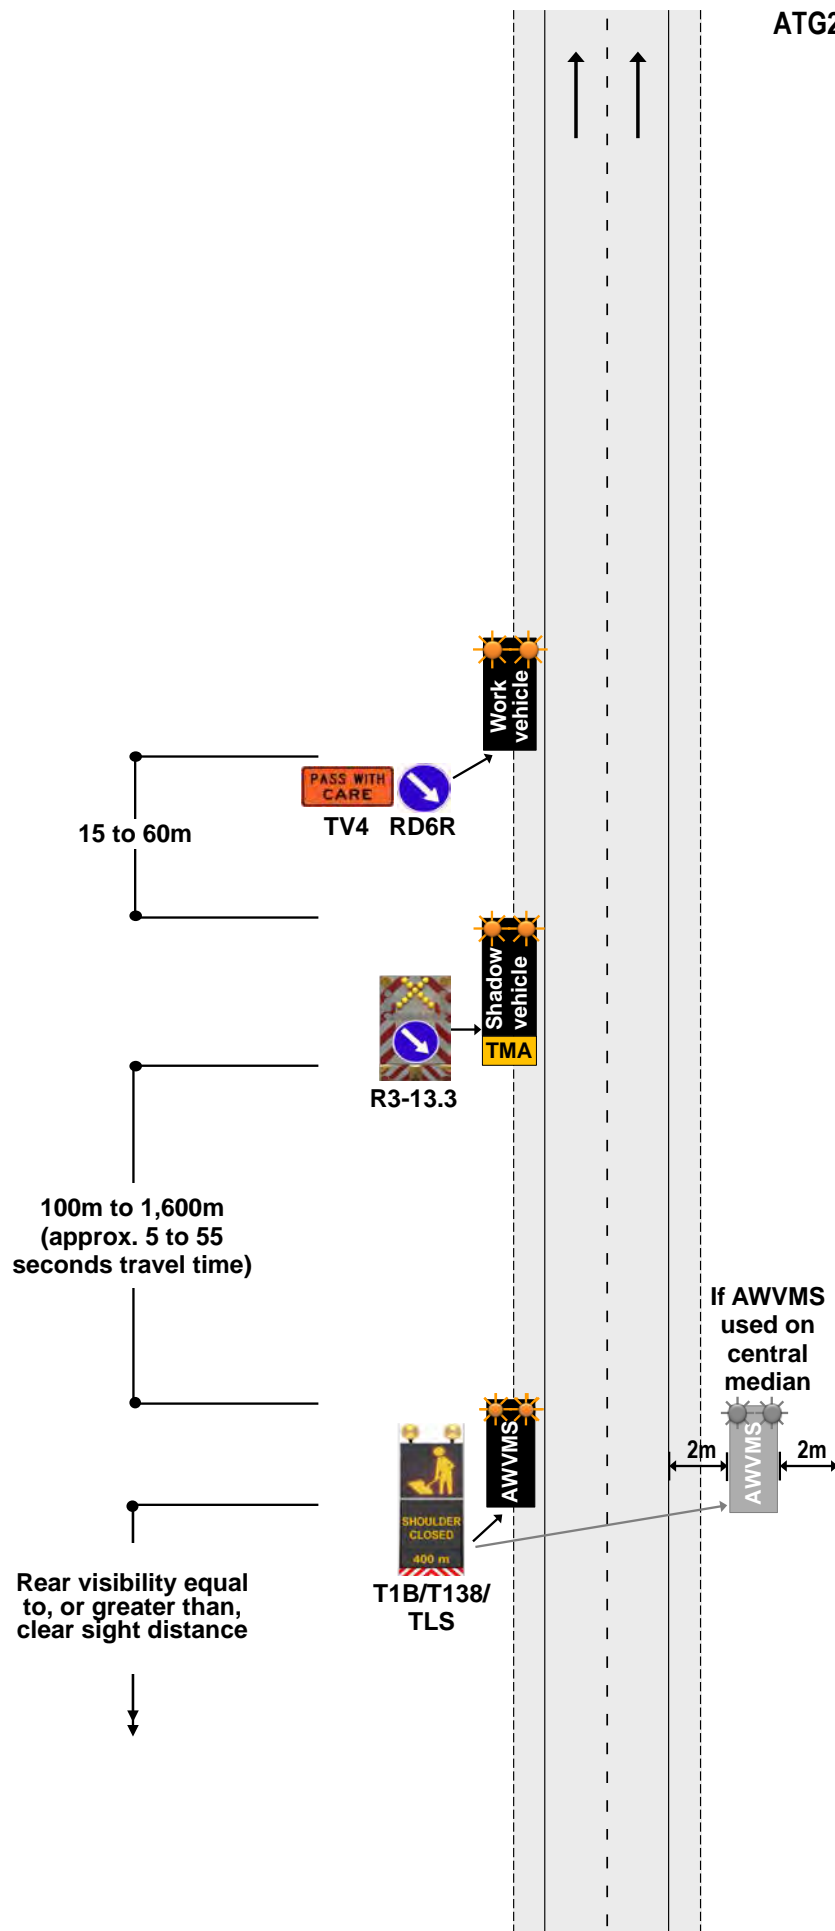 ATG2
Work
vehicle
PASS WITH
CARE
TV4 RD6R
15 to 60m
Shadow
vehicle
TMA
R3-13.3
100m to 1,600m
(approx. 5 to 55
seconds travel time)
If AWVMS
used on
central
median
AWVMS
2m
AWVMS
2m
SHOULDER
CLOSED
400 m
T1B/T138/
TLS
Rear visibility equal
to, or greater than,
clear sight distance